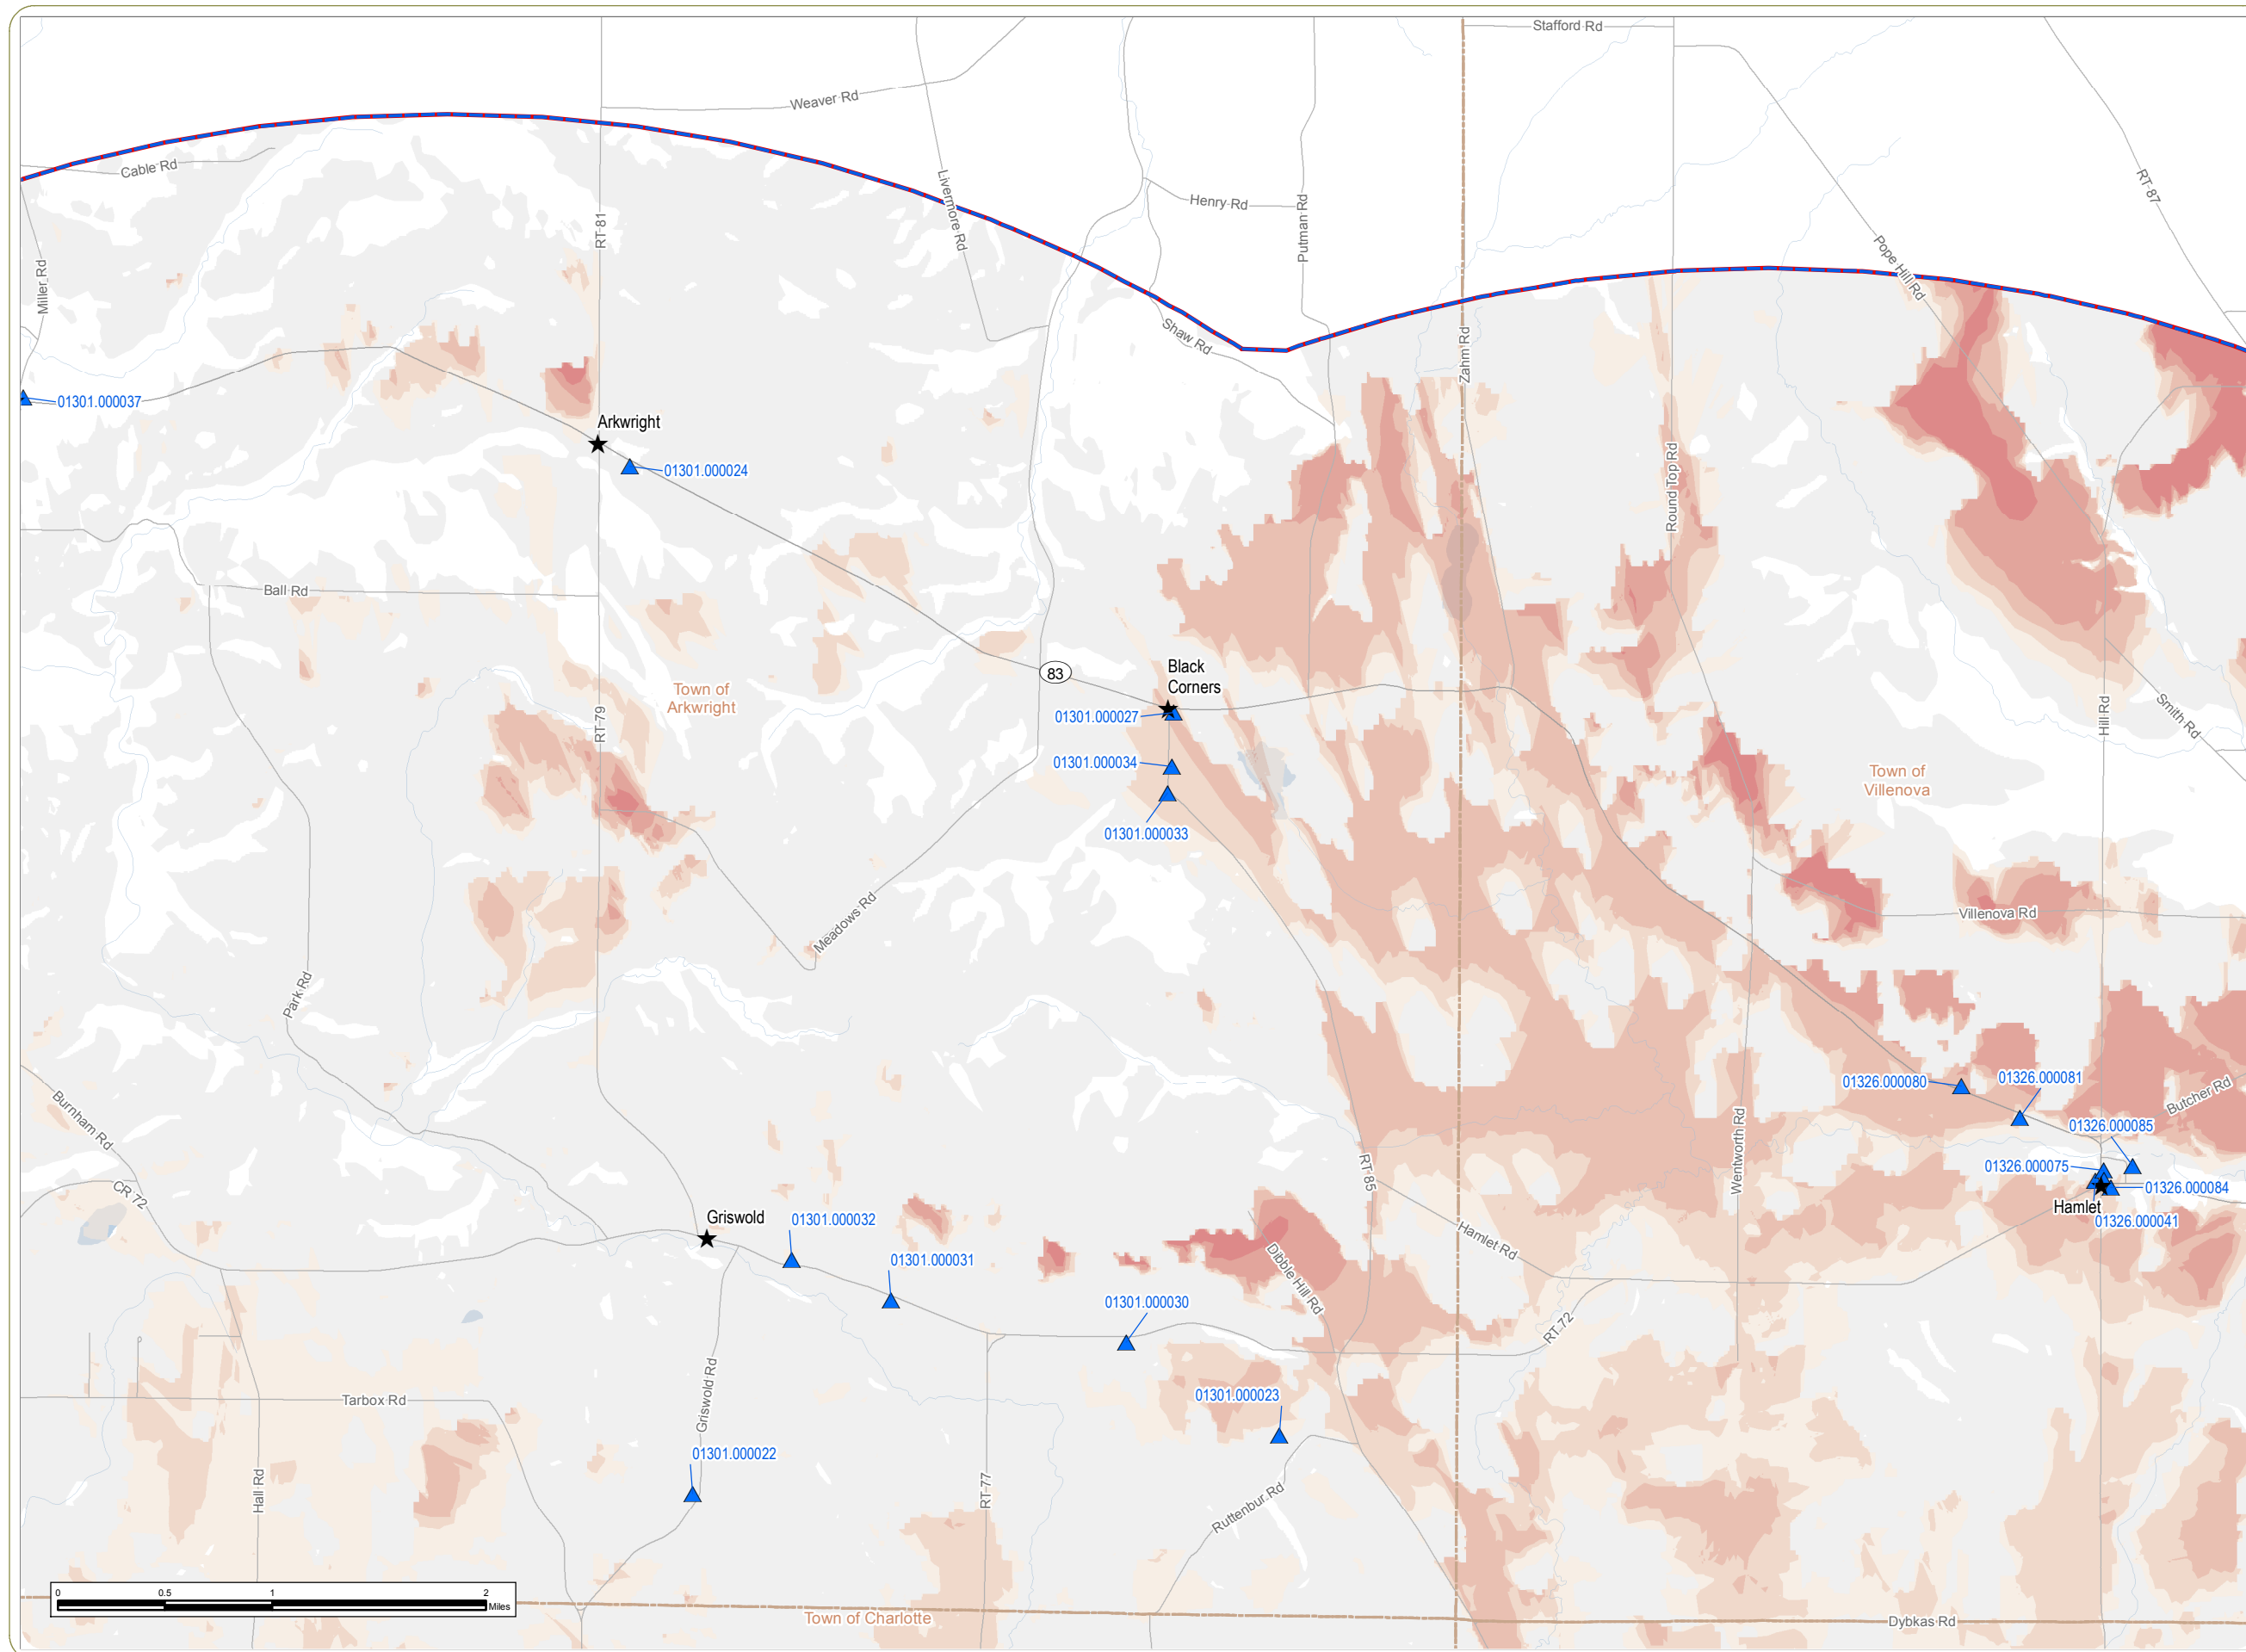 Stafford Rd
Weaver Rd
Cable Rd
Livermore Rd
Henry Rd
Putman Rd
RT 87
RT 81
Miller Rd
Pope Hill Rd
Shaw Rd
Zahm Rd
01301.000037
Arkwright
01301.000024
Round Top Rd
Ball Rd
83
Black
Corners
Town of
Arkwright
RT 79
01301.000027
Hill Rd
Smith Rd
01301.000034
Town of
Villenova
01301.000033
Meadows Rd
Villenova Rd
Park Rd
Burnham Rd
01326.000080
01326.000081
Butcher Rd
01326.000085
Wentworth Rd
RT 85
01326.000075
01326.000084
CR 72
Griswold
01301.000032
Hamlet
01326.000041
Hamlet Rd
01301.000031
Dibble Hill Rd
01301.000030
RT 72
Tarbox Rd
Griswold Rd
01301.000023
01301.000022
Hall Rd
RT 77
Ruttenbur Rd
0
0.5
1
2
Miles
Town of Charlotte
Dybkas Rd